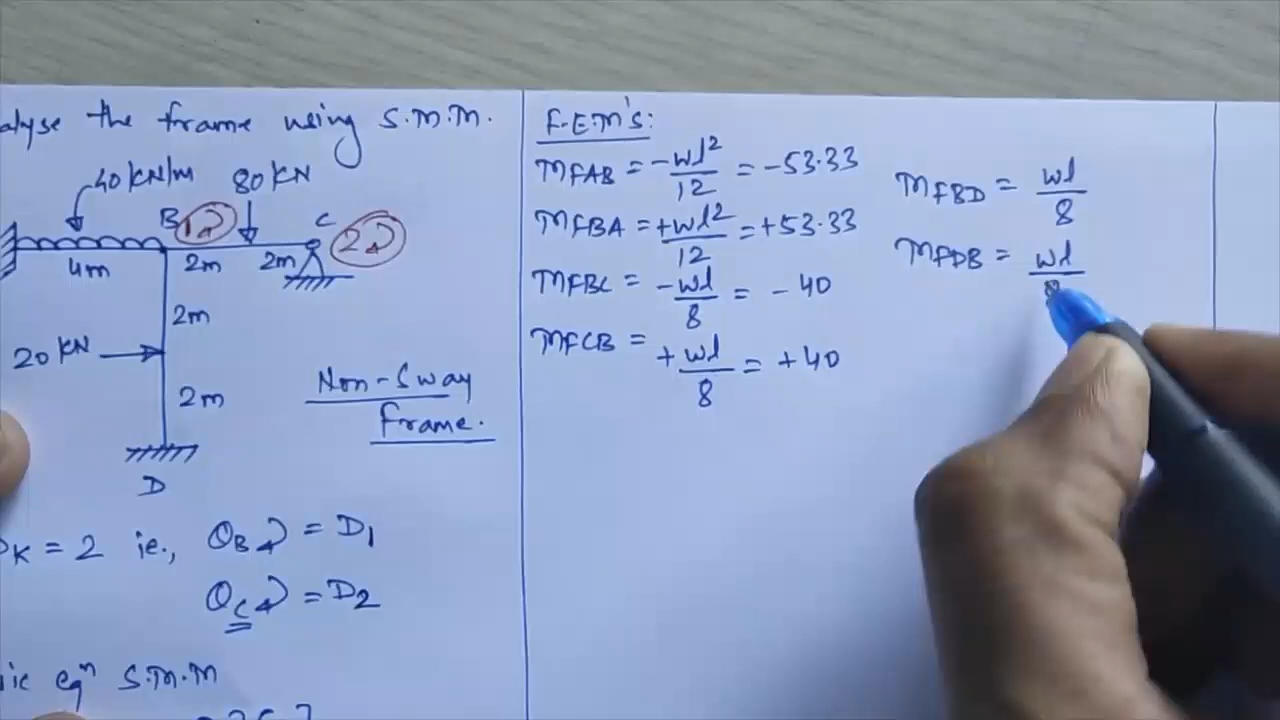 alyse the frame using S.M.M.
40 KN/m 80 KN
B 1 C 2
4m 2m 2m
2m
20 KN
2m
Non-Sway
frame.
D
K = 2 ie., θB = D1
θC = D2
ic eqn S.M.M
F.E.M's:
MFAB = -wl²/12 = -53.33
MFBA = +wl²/12 = +53.33
MFBC = -wl/8 = - 40
MFCB = +wl/8 = +40
MFBD = wl/8
MFDB = wl/8